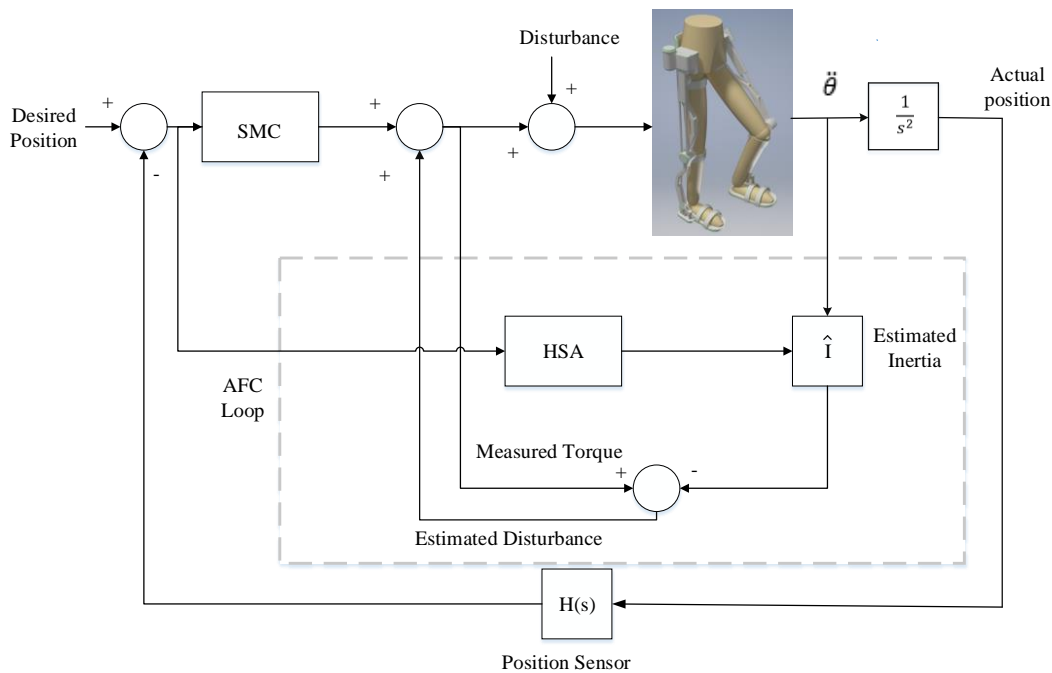 Disturbance
Desired
Position
+
-
SMC
+
+
+
+
θ̈
1
s²
Actual
position
AFC
Loop
HSA
Î
Estimated
Inertia
Measured Torque
+
-
Estimated Disturbance
H(s)
Position Sensor